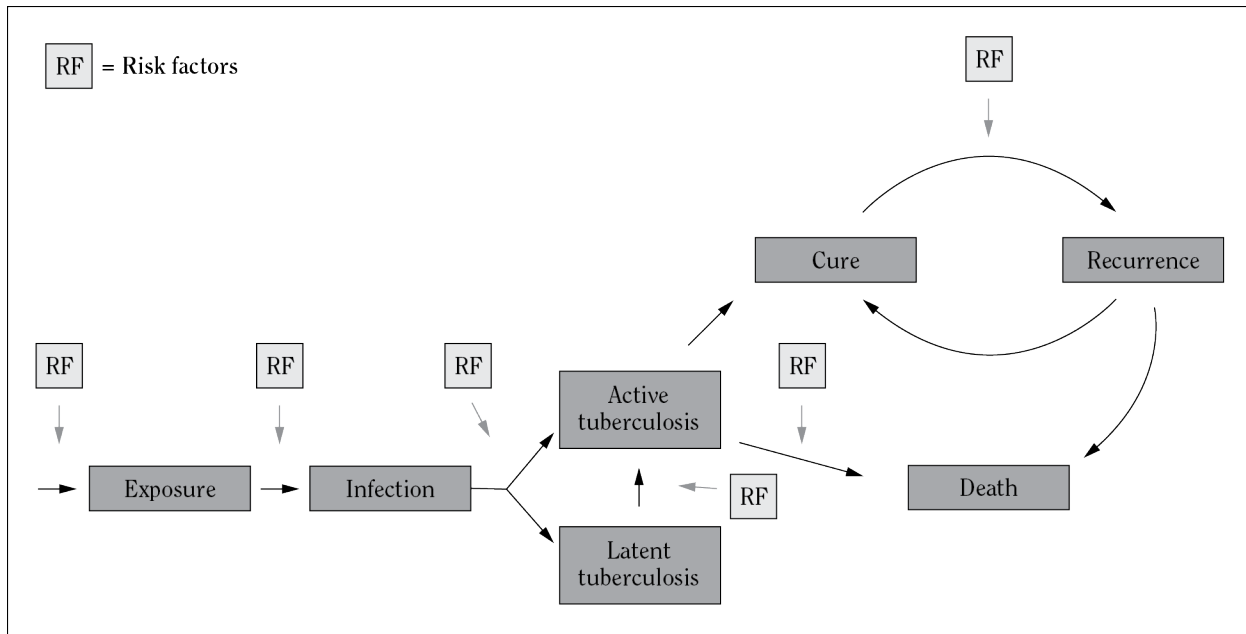 RF = Risk factors
RF
Cure
Recurrence
RF
RF
RF
RF
Active
tuberculosis
Exposure
Infection
RF
Death
Latent
tuberculosis